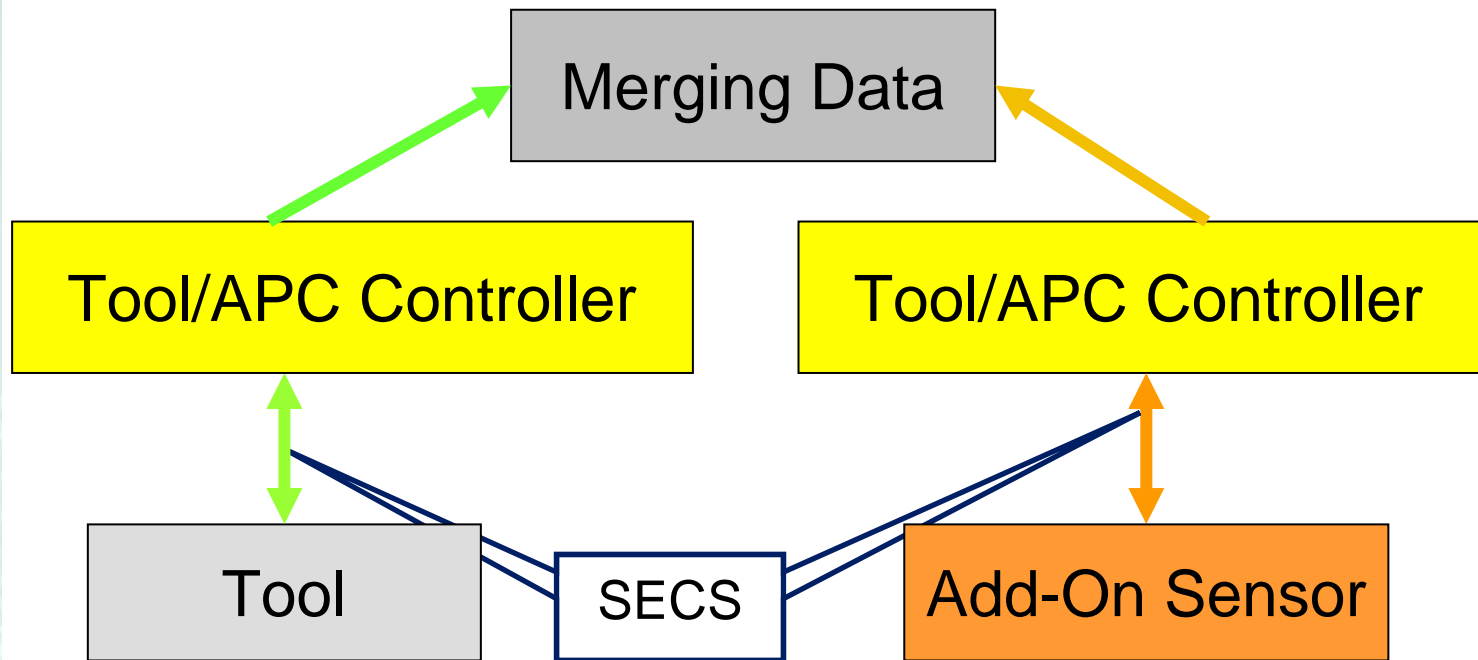 Merging Data
Tool/APC Controller
Tool/APC Controller
Tool
SECS
Add-On Sensor